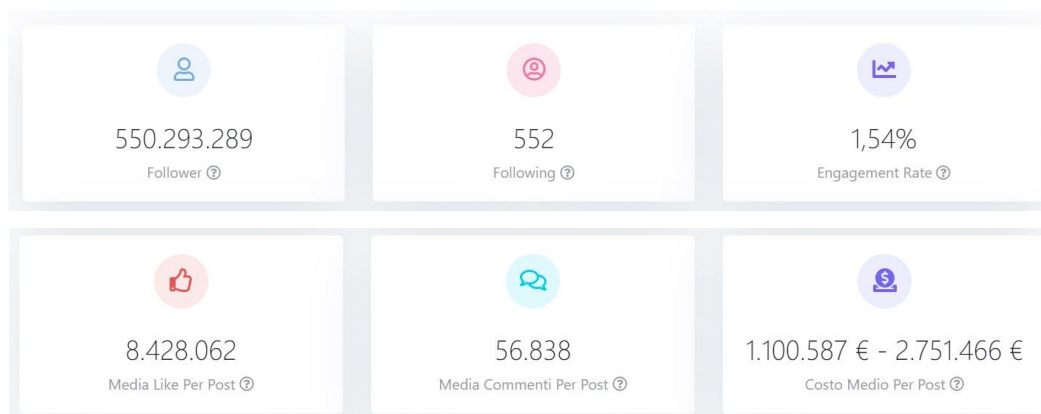 550.293.289
Follower
552
Following
1,54%
Engagement Rate
8.428.062
Media Like Per Post
56.838
Media Commenti Per Post
1.100.587 € - 2.751.466 €
Costo Medio Per Post